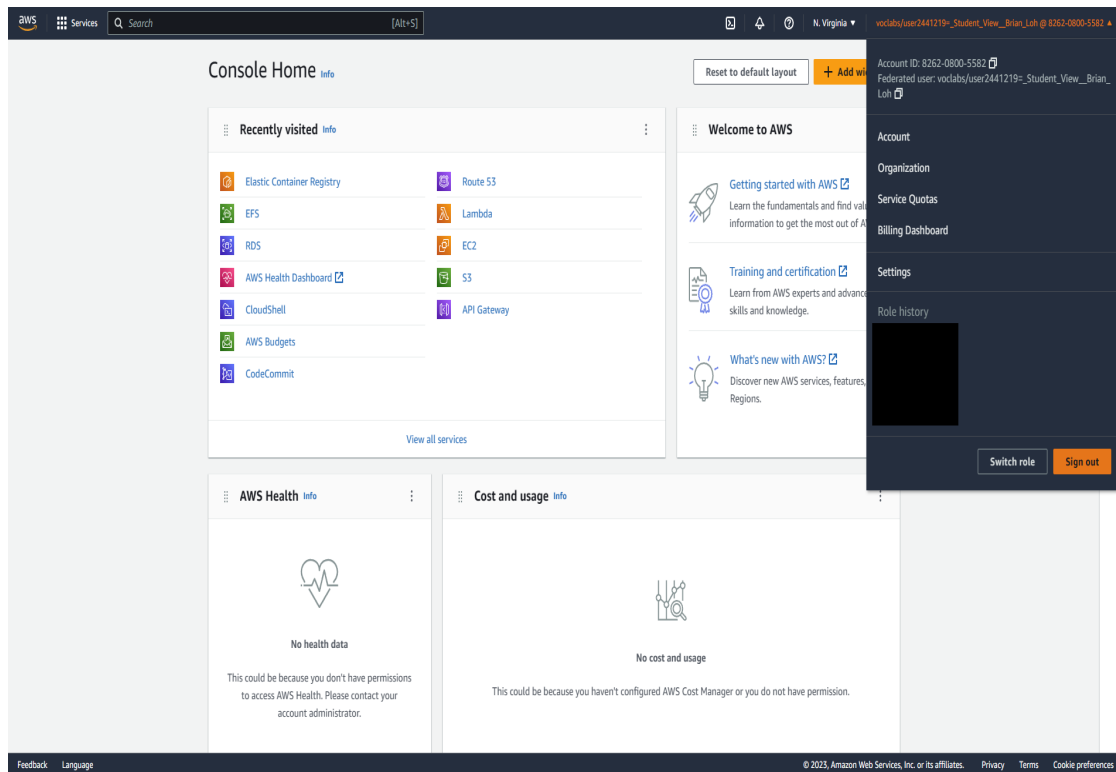 aws
Services
Search
[Alt+S]
N. Virginia
voclabs/user2441219=_Student_View__Brian_Loh @ 8262-0800-5582
Account ID: 8262-0800-5582
Federated user: voclabs/user2441219=_Student_View__Brian_
Loh
Account
Organization
Service Quotas
Billing Dashboard
Settings
Role history
Switch role
Sign out
Console Home Info
Reset to default layout
+ Add
Recently visited Info
Elastic Container Registry
EFS
RDS
AWS Health Dashboard
CloudShell
AWS Budgets
CodeCommit
Route 53
Lambda
EC2
S3
API Gateway
View all services
Welcome to AWS
Getting started with AWS
Learn the fundamentals and find
information to get the most out of
Training and certification
Learn from AWS experts and advance
skills and knowledge.
What's new with AWS?
Discover new AWS services, features,
Regions.
AWS Health Info
No health data
This could be because you don't have permissions
to access AWS Health. Please contact your
account administrator.
Cost and usage Info
No cost and usage
This could be because you haven't configured AWS Cost Manager or you do not have permission.
Feedback
Language
© 2023, Amazon Web Services, Inc. or its affiliates.
Privacy
Terms
Cookie preferences